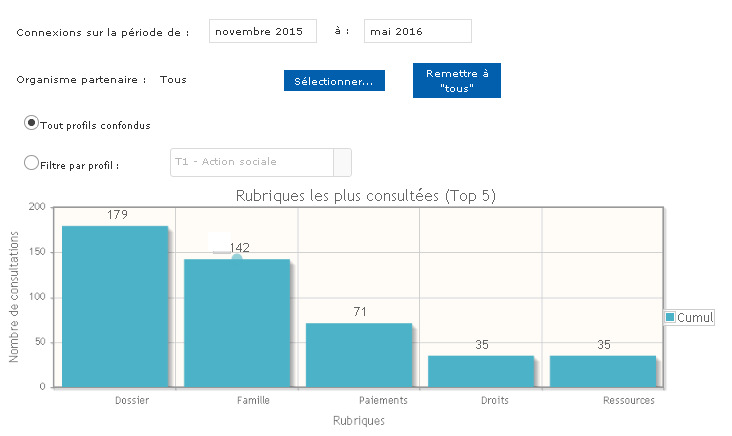 Connexions sur la période de : novembre 2015 à : mai 2016
Organisme partenaire : Tous Sélectionner... Remettre à
"tous"
Tout profils confondus
Filtre par profil : T1 - Action sociale
Rubriques les plus consultées (Top 5)
200
179
150
142
100
71
50
35
35
0
Nombre de consultations
Cumul
Dossier Famille Paiements Droits Ressources
Rubriques